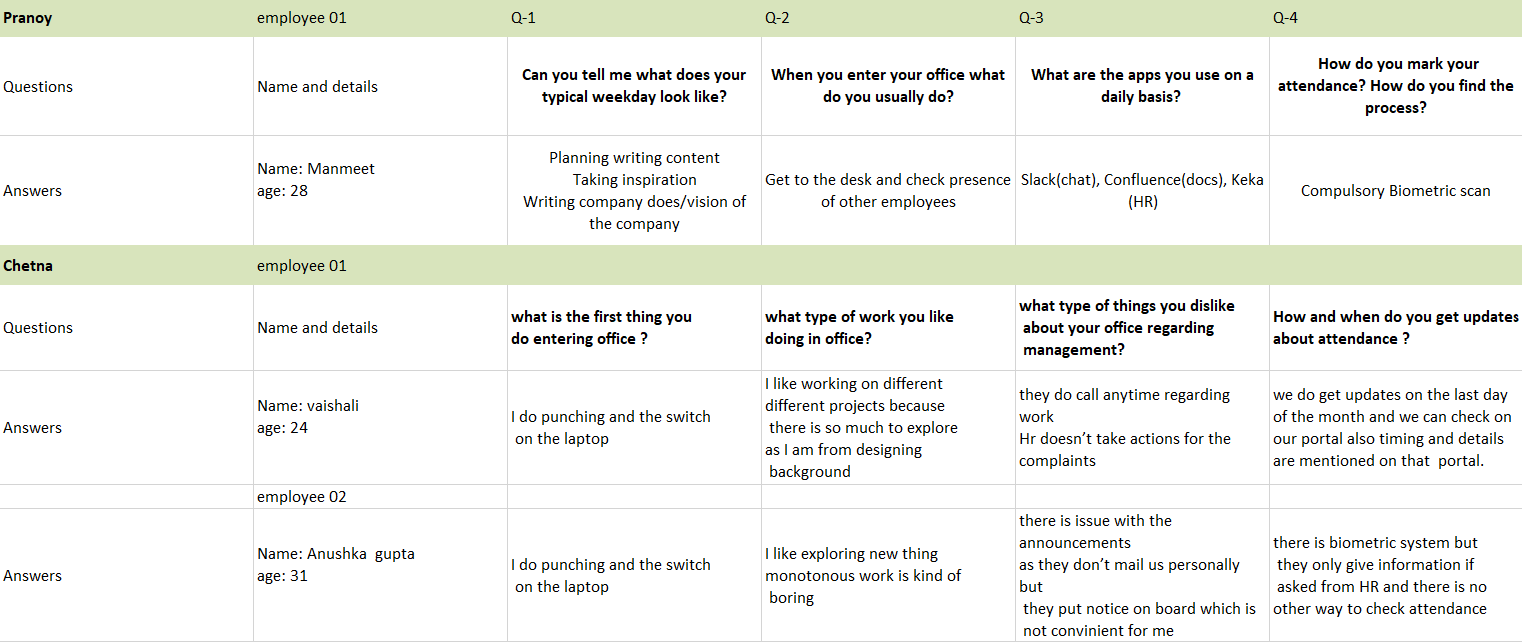 Pranoy employee 01 Q-1 Q-2 Q-3 Q-4
Questions
Name and details
Can you tell me what does your
typical weekday look like?
When you enter your office what
do you usually do?
What are the apps you use on a
daily basis?
How do you mark your
attendance? How do you find the
process?
Answers
Name: Manmeet
age: 28
Planning writing content
Taking inspiration
Writing company does/vision of
the company
Get to the desk and check presence
of other employees
Slack(chat), Confluence(docs), Keka
(HR)
Compulsory Biometric scan
Chetna employee 01
Questions
Name and details
what is the first thing you
do entering office ?
what type of work you like
doing in office?
what type of things you dislike
about your office regarding
management?
How and when do you get updates
about attendance ?
Answers
Name: vaishali
age: 24
I do punching and the switch
on the laptop
I like working on different
different projects because
there is so much to explore
as I am from designing
background
they do call anytime regarding
work
Hr doesn't take actions for the
complaints
we do get updates on the last day
of the month and we can check on
our portal also timing and details
are mentioned on that  portal.
employee 02
Answers
Name: Anushka  gupta
age: 31
I do punching and the switch
on the laptop
I like exploring new thing
monotonous work is kind of
boring
there is issue with the
announcements
as they don't mail us personally
but
they put notice on board which is
not convinient for me
there is biometric system but
they only give information if
asked from HR and there is no
other way to check attendance